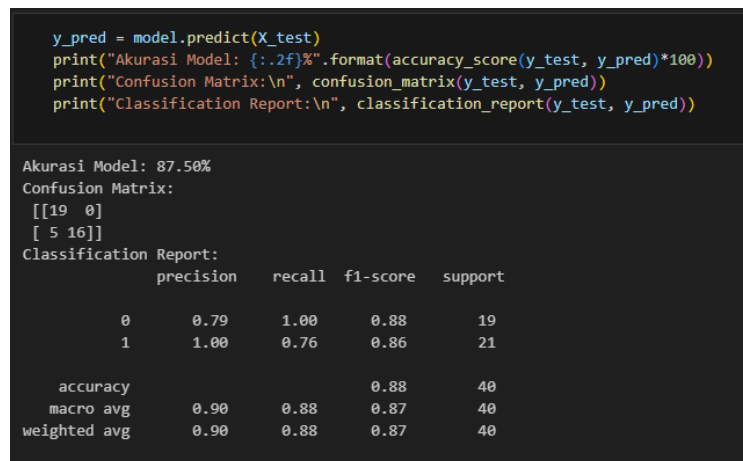 y_pred = model.predict(X_test)
print("Akurasi Model: {:.2f}%".format(accuracy_score(y_test, y_pred)*100))
print("Confusion Matrix:\n", confusion_matrix(y_test, y_pred))
print("Classification Report:\n", classification_report(y_test, y_pred))
Akurasi Model: 87.50%
Confusion Matrix:
[[19  0]
[ 5 16]]
Classification Report:
precision    recall  f1-score   support
0       0.79      1.00      0.88        19
1       1.00      0.76      0.86        21
accuracy                           0.88        40
macro avg       0.90      0.88      0.87        40
weighted avg       0.90      0.88      0.87        40